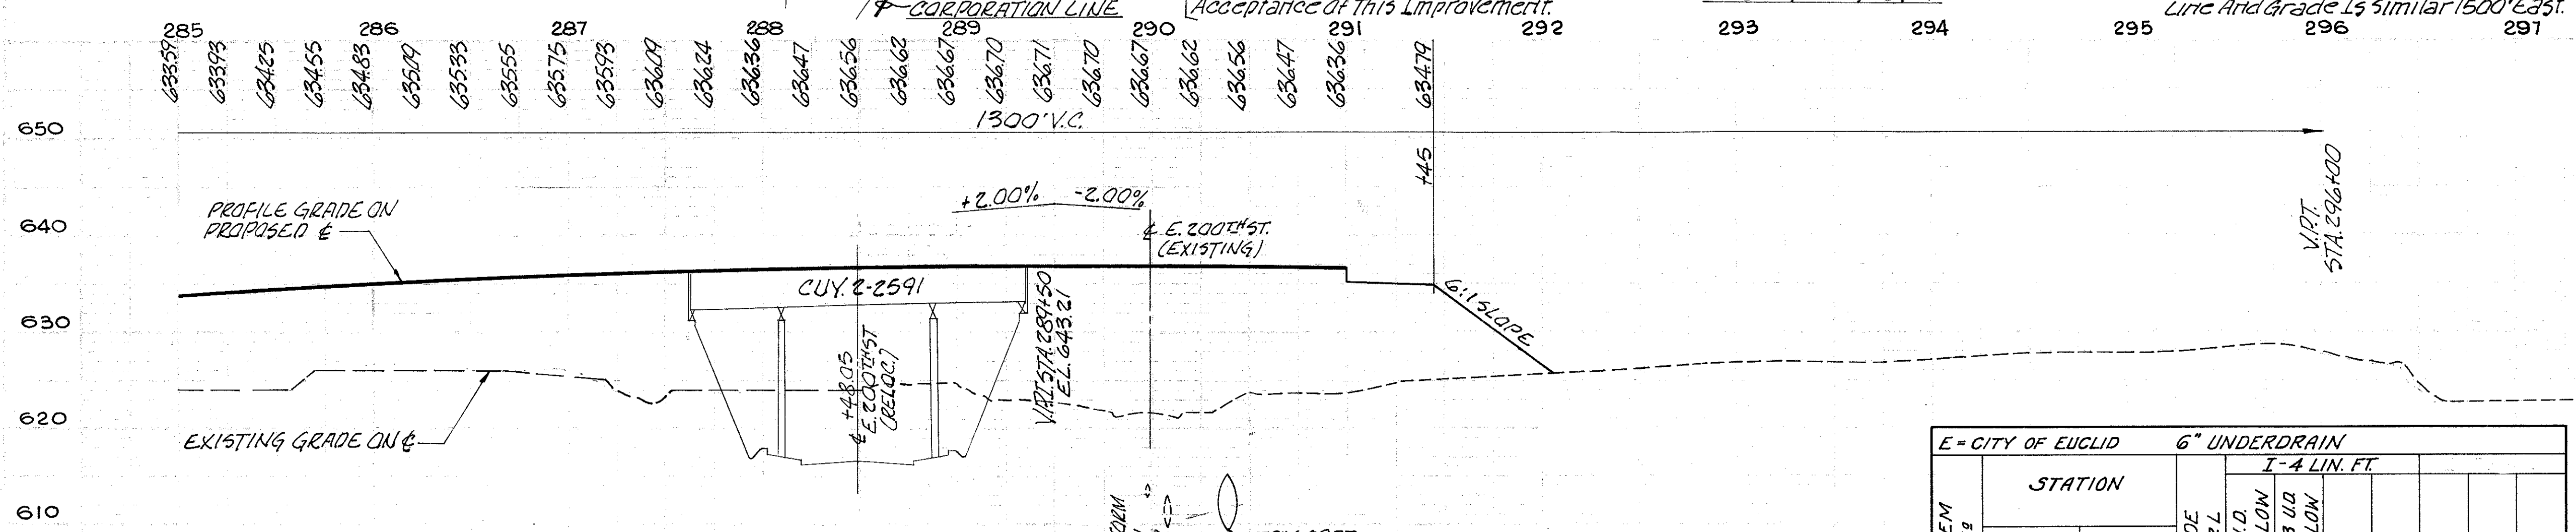 CORPORATION LINE
Acceptance Of This Improvement.
Line And Grade Is Similar 1500' East.
285 286 287 288 289 290 291 292 293 294 295 296 297
633.59 633.93 634.25 634.55 634.83 635.09 635.33 635.55 635.75 635.93 636.09 636.24 636.36 636.47 636.56 636.62 636.67 636.70 636.71 636.70 636.67 636.62 636.56 636.47 636.36 634.79
650
1300' V.C.
+45
640
PROFILE GRADE ON
PROPOSED ℄
+2.00% -2.00%
℄ E. 200TH ST.
(EXISTING)
V.P.T.
STA. 296+00
CUY. 2-2591
630
6:1 SLOPE
V.P.I. STA. 289+50
EL. 643.21
℄ +48.05
E. 200TH ST
(RELOC.)
620
EXISTING GRADE ON ℄
610
E = CITY OF EUCLID 6" UNDERDRAIN
I-4 LIN. FT.
STATION